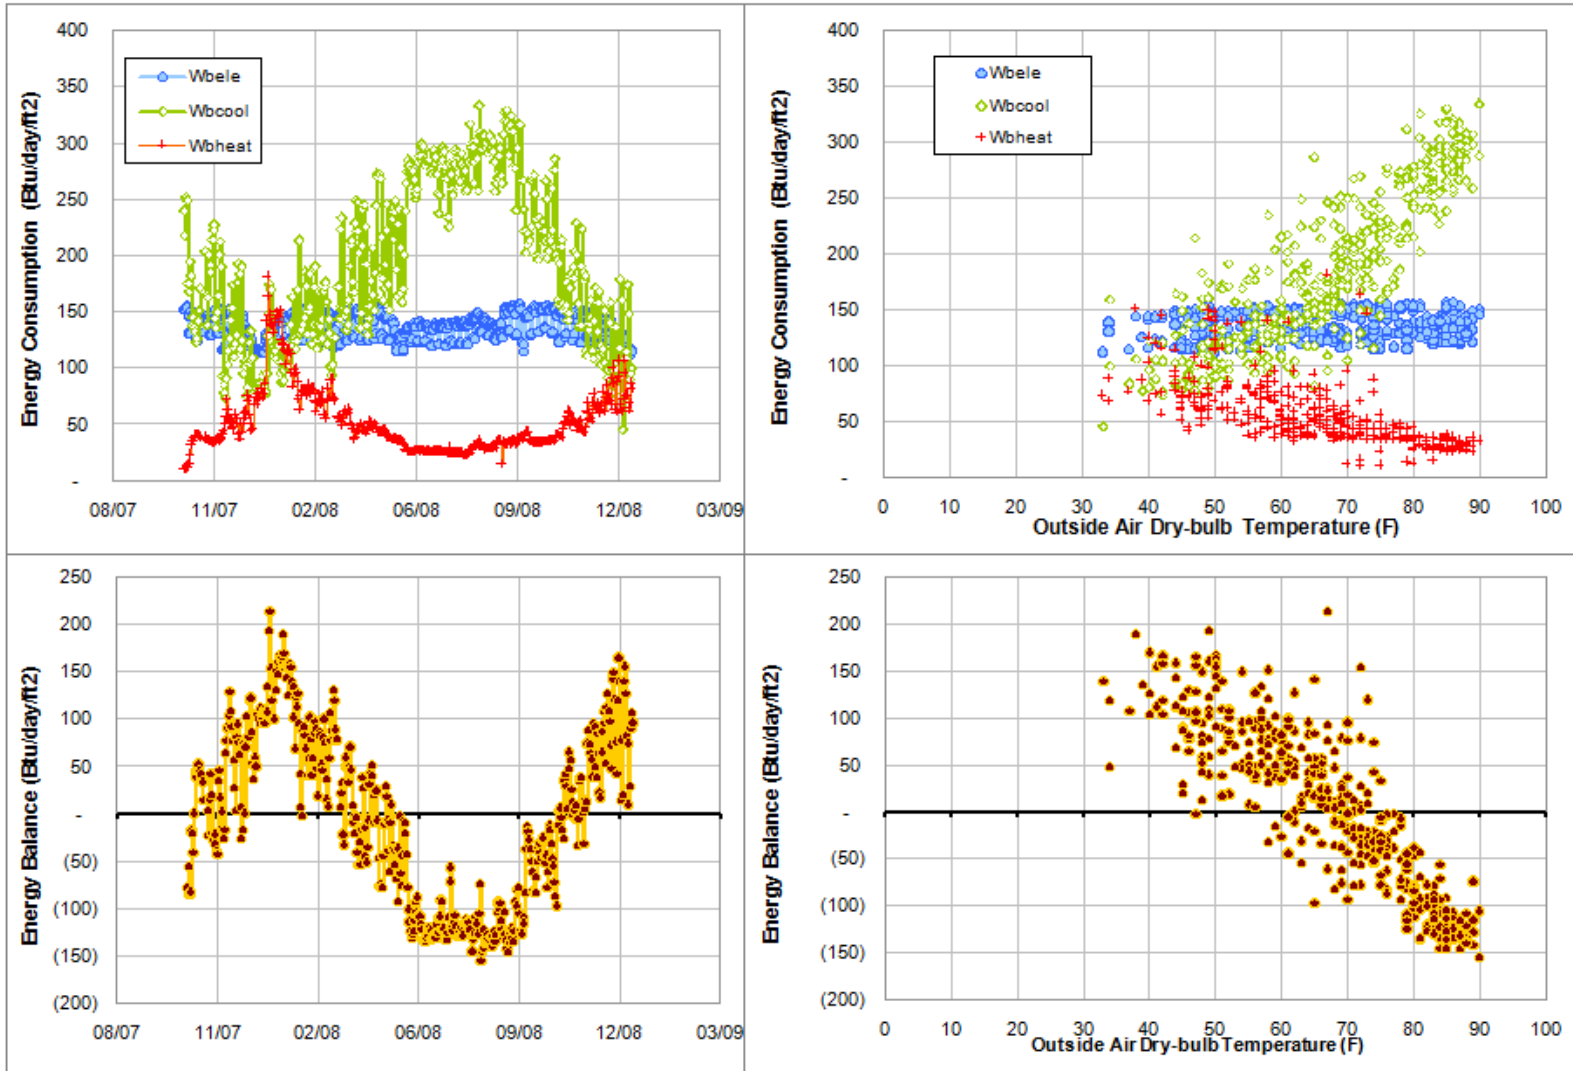 400
350
300
250
200
150
100
50
-
Energy Consumption (Btu/day/ft2)
Wbele
Wbcool
Wbheat
08/07 11/07 02/08 06/08 09/08 12/08 03/09
400
350
300
250
200
150
100
50
-
Energy Consumption (Btu/day/ft2)
Wbele
Wbcool
Wbheat
0 10 20 30 40 50 60 70 80 90 100
Outside Air Dry-bulb Temperature (F)
250
200
150
100
50
-
(50)
(100)
(150)
(200)
Energy Balance (Btu/day/ft2)
08/07 11/07 02/08 06/08 09/08 12/08 03/09
250
200
150
100
50
-
(50)
(100)
(150)
(200)
Energy Balance (Btu/day/ft2)
0 10 20 30 40 50 60 70 80 90 100
Outside Air Dry-bulb Temperature (F)